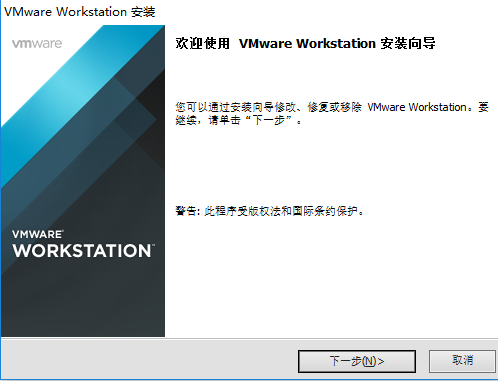 VMware Workstation 安装
vmware
欢迎使用 VMware Workstation 安装向导
您可以通过安装向导修改、修复或移除 VMware Workstation。要
继续，请单击“下一步”。
警告: 此程序受版权法和国际条约保护。
VMWARE®
WORKSTATION™
下一步(N)>
取消